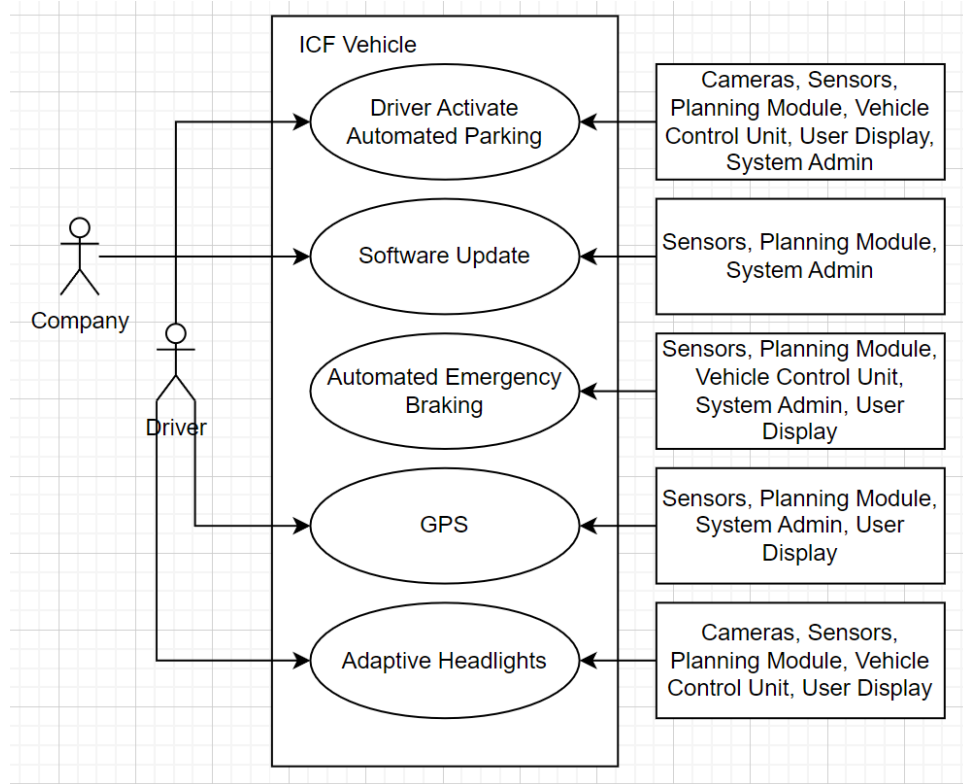 ICF Vehicle
Driver Activate
Automated Parking
Cameras, Sensors,
Planning Module, Vehicle
Control Unit, User Display,
System Admin
Company
Software Update
Sensors, Planning Module,
System Admin
Driver
Automated Emergency
Braking
Sensors, Planning Module,
Vehicle Control Unit,
System Admin, User
Display
GPS
Sensors, Planning Module,
System Admin, User
Display
Adaptive Headlights
Cameras, Sensors,
Planning Module, Vehicle
Control Unit, User Display